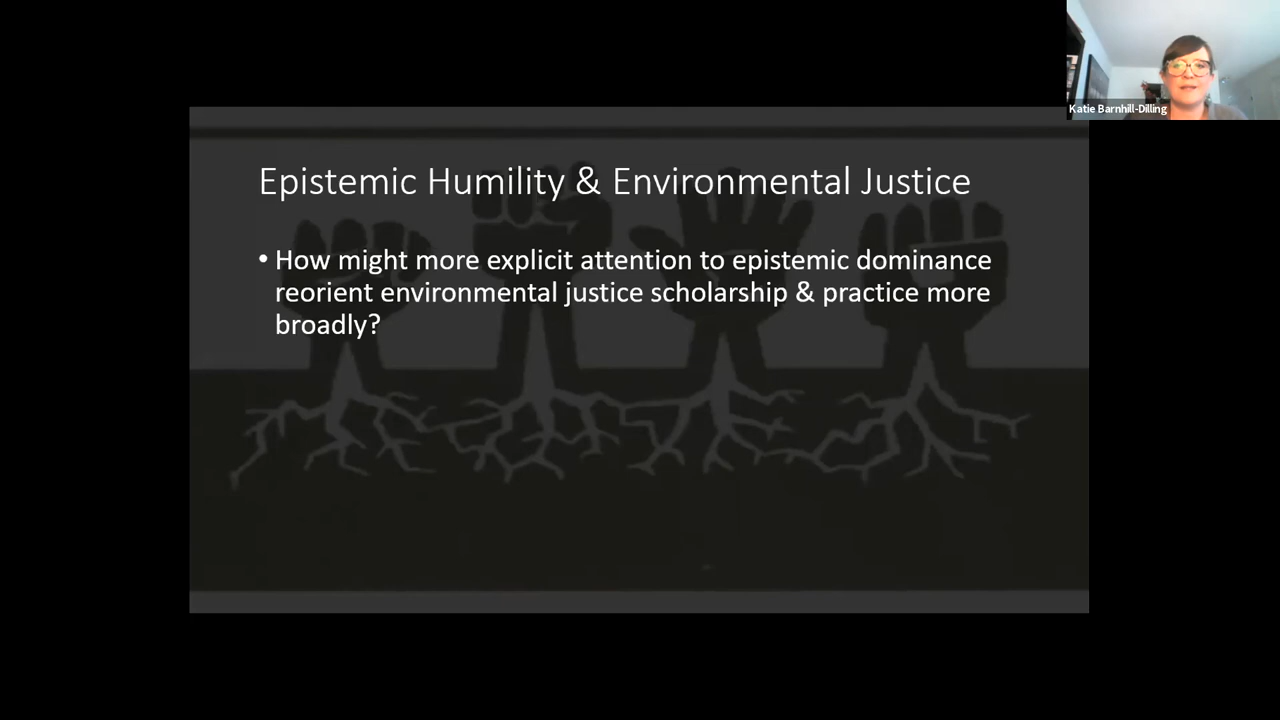 Katie Barnhill-Dilling
Epistemic Humility & Environmental Justice
• How might more explicit attention to epistemic dominance
reorient environmental justice scholarship & practice more
broadly?